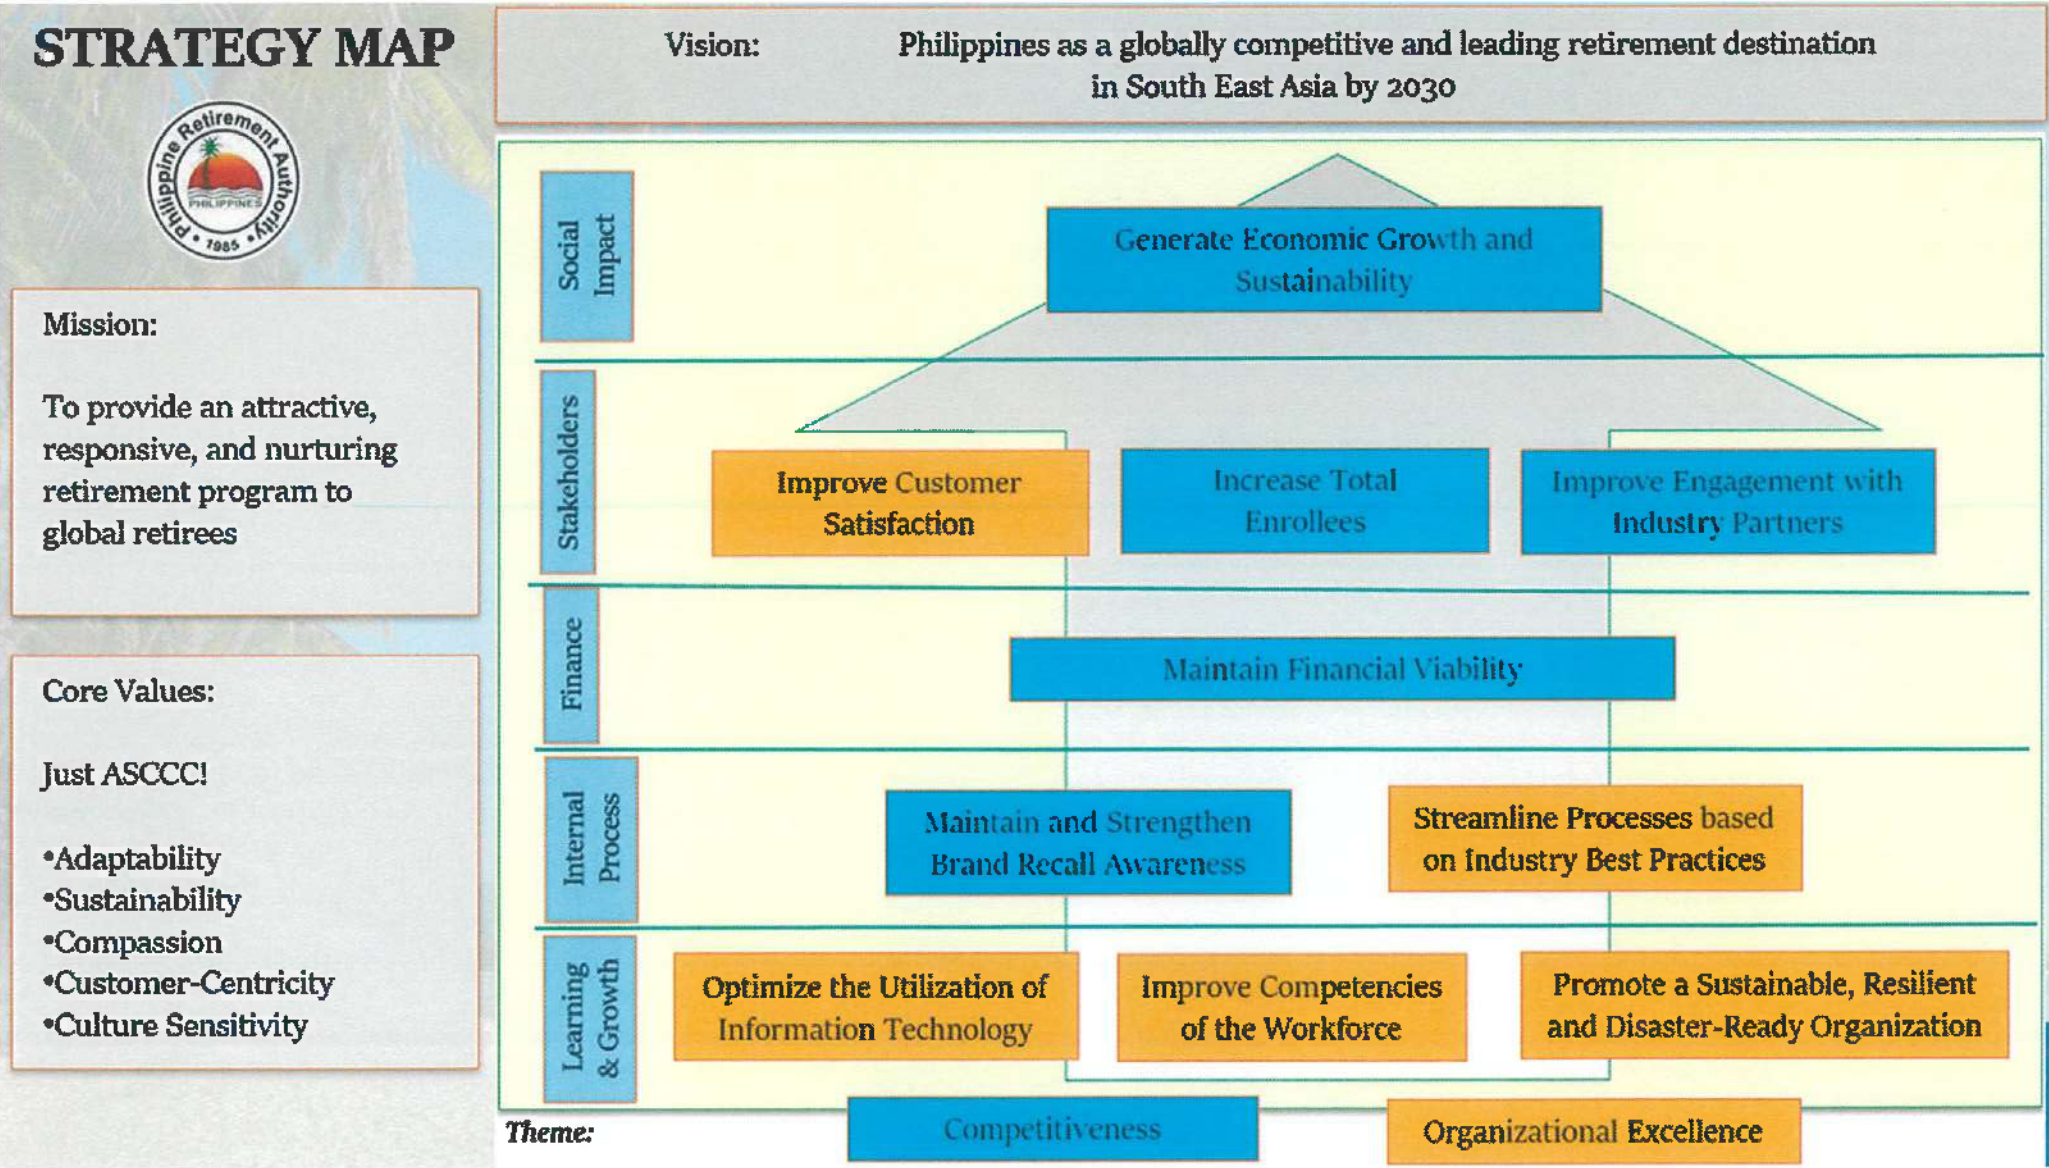 STRATEGY MAP
Philippine Retirement Authority
PHILIPPINES
• 1985 •
Mission:
To provide an attractive,
responsive, and nurturing
retirement program to
global retirees
Core Values:
Just ASCCC!
•Adaptability
•Sustainability
•Compassion
•Customer-Centricity
•Culture Sensitivity
Vision:
Philippines as a globally competitive and leading retirement destination
in South East Asia by 2030
Social
Impact
Generate Economic Growth and
Sustainability
Stakeholders
Improve Customer
Satisfaction
Increase Total
Enrollees
Improve Engagement with
Industry Partners
Finance
Maintain Financial Viability
Internal
Process
Maintain and Strengthen
Brand Recall Awareness
Streamline Processes based
on Industry Best Practices
Learning
& Growth
Optimize the Utilization of
Information Technology
Improve Competencies
of the Workforce
Promote a Sustainable, Resilient
and Disaster-Ready Organization
Theme:
Competitiveness
Organizational Excellence